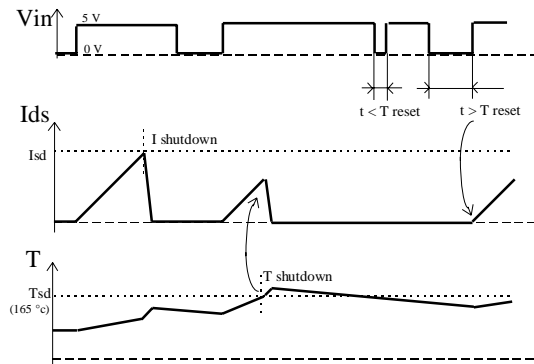 Vin
5 V
0 V
t < T reset
t > T reset
Ids
I shutdown
Isd
T
T shutdown
Tsd
(165 °c)